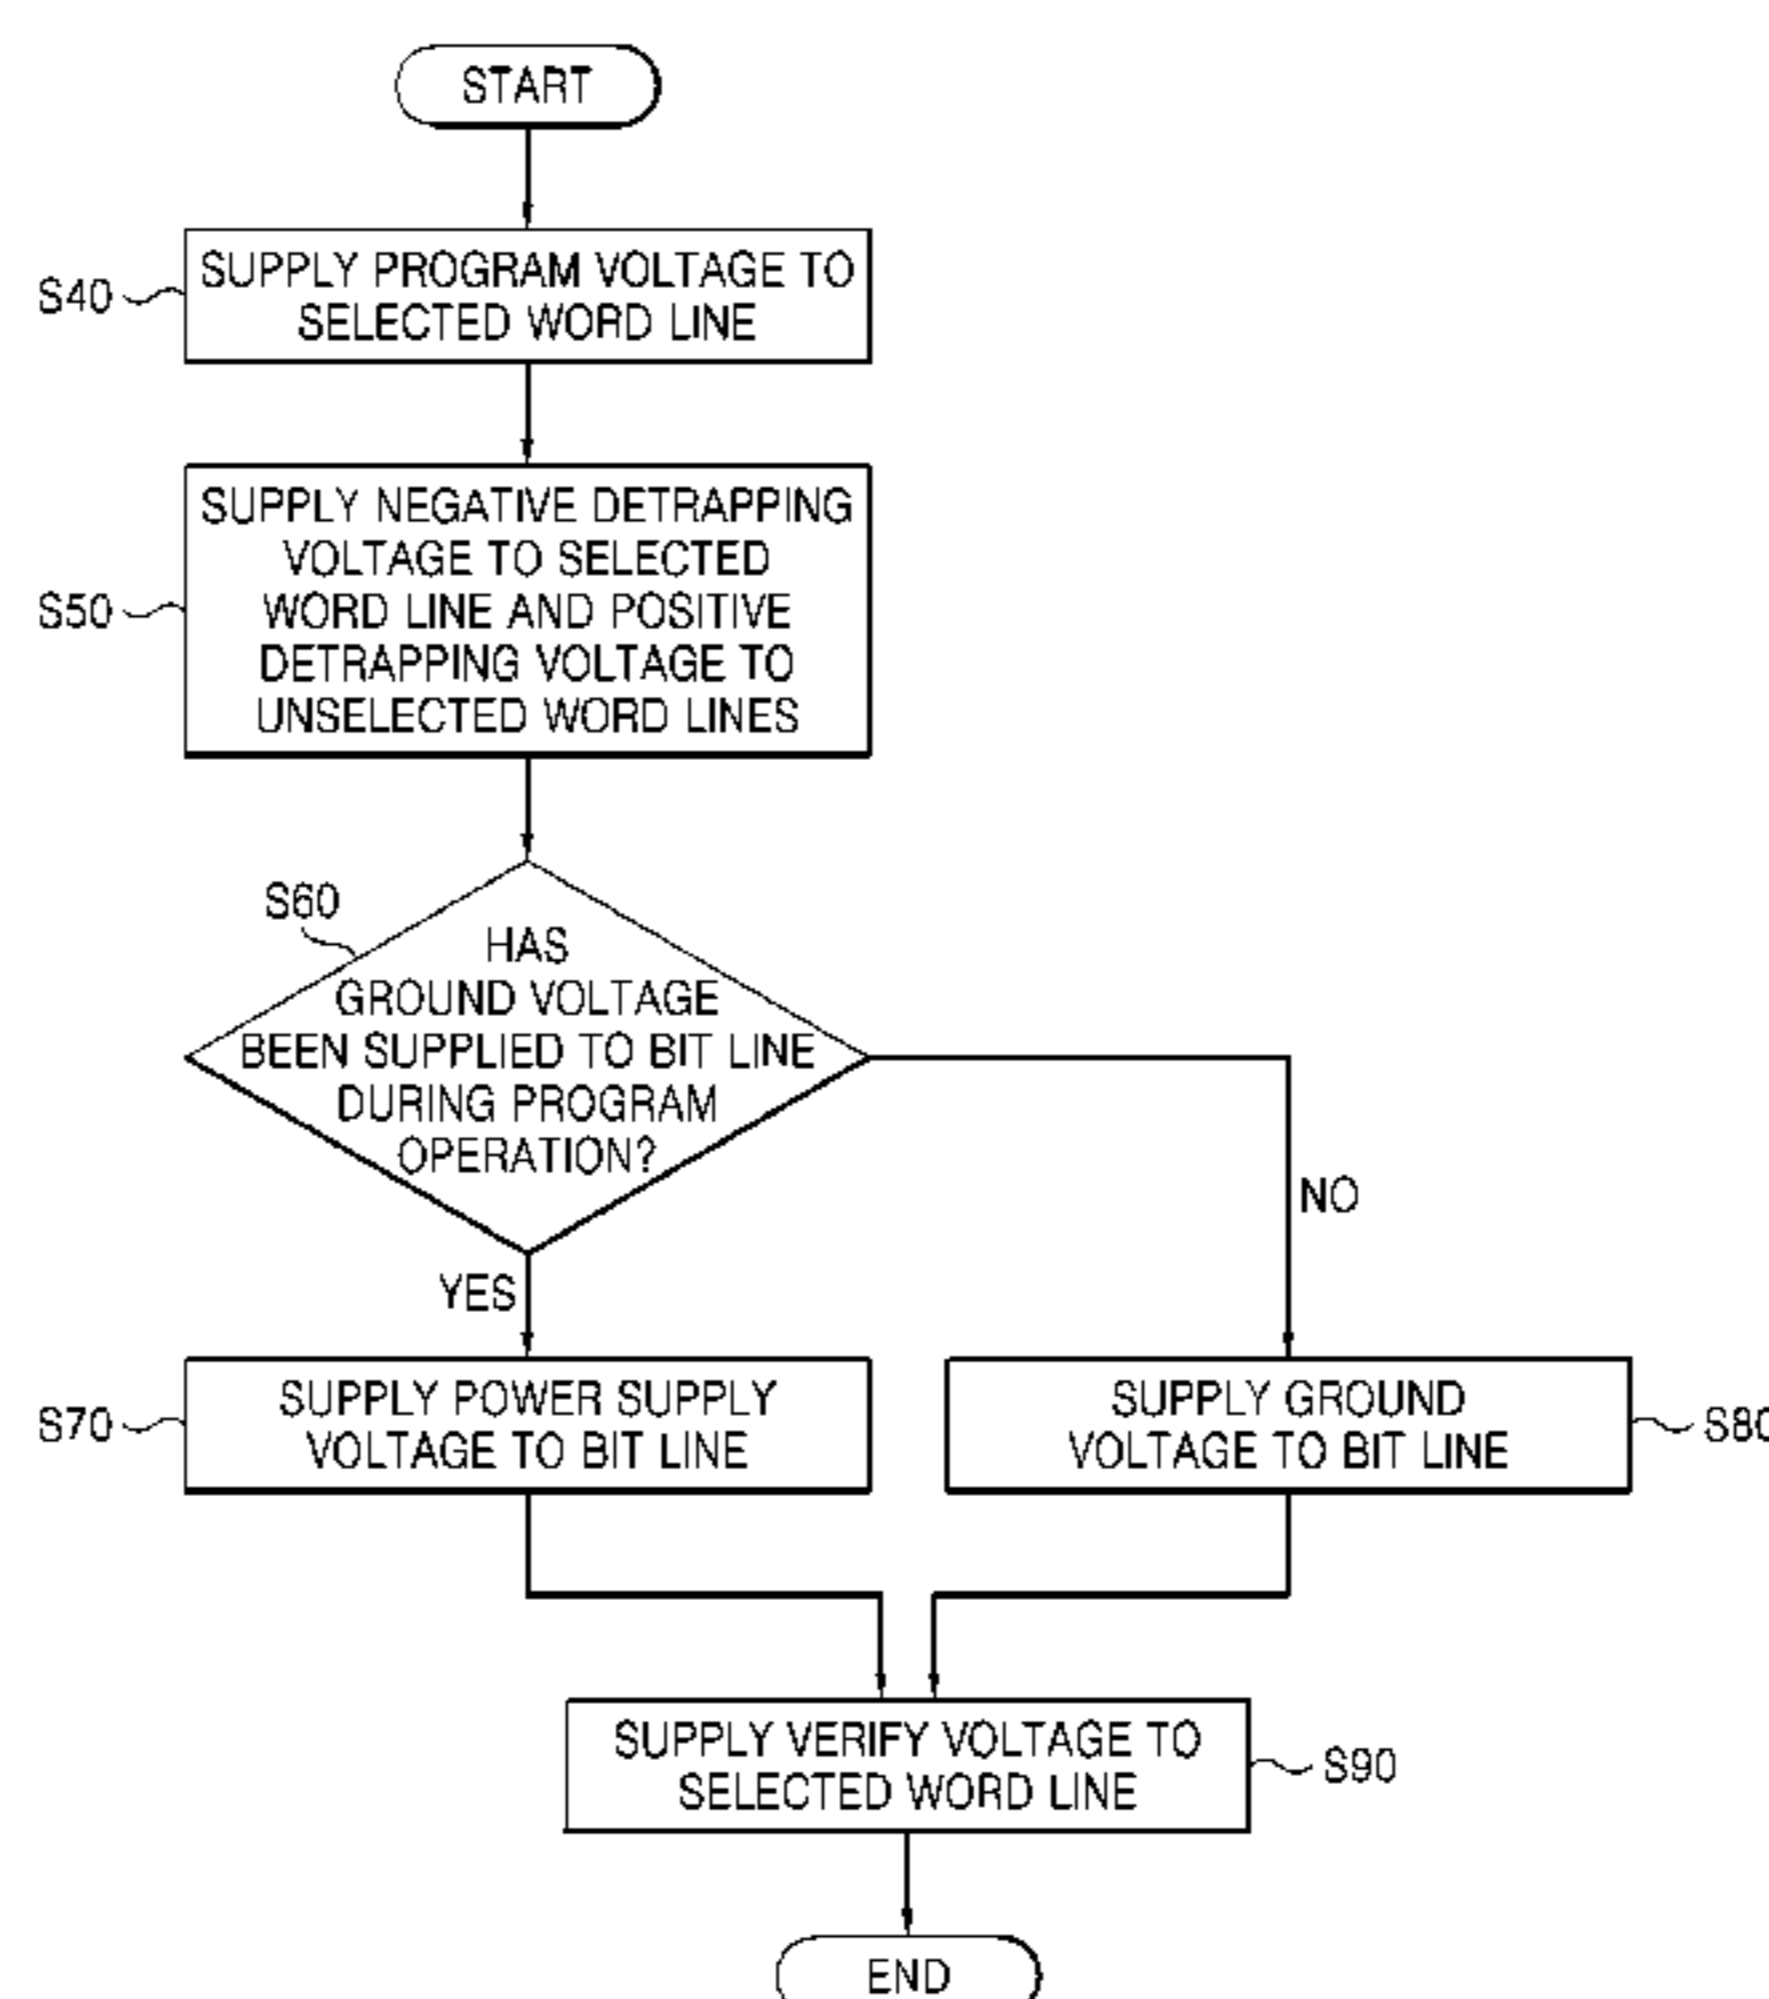 START
S40
SUPPLY PROGRAM VOLTAGE TO
SELECTED WORD LINE
S50
SUPPLY NEGATIVE DETRAPPING
VOLTAGE TO SELECTED
WORD LINE AND POSITIVE
DETRAPPING VOLTAGE TO
UNSELECTED WORD LINES
S60
HAS
GROUND VOLTAGE
BEEN SUPPLIED TO BIT LINE
DURING PROGRAM
OPERATION?
NO
YES
S70
SUPPLY POWER SUPPLY
VOLTAGE TO BIT LINE
SUPPLY GROUND
VOLTAGE TO BIT LINE
S80
SUPPLY VERIFY VOLTAGE TO
SELECTED WORD LINE
S90
END